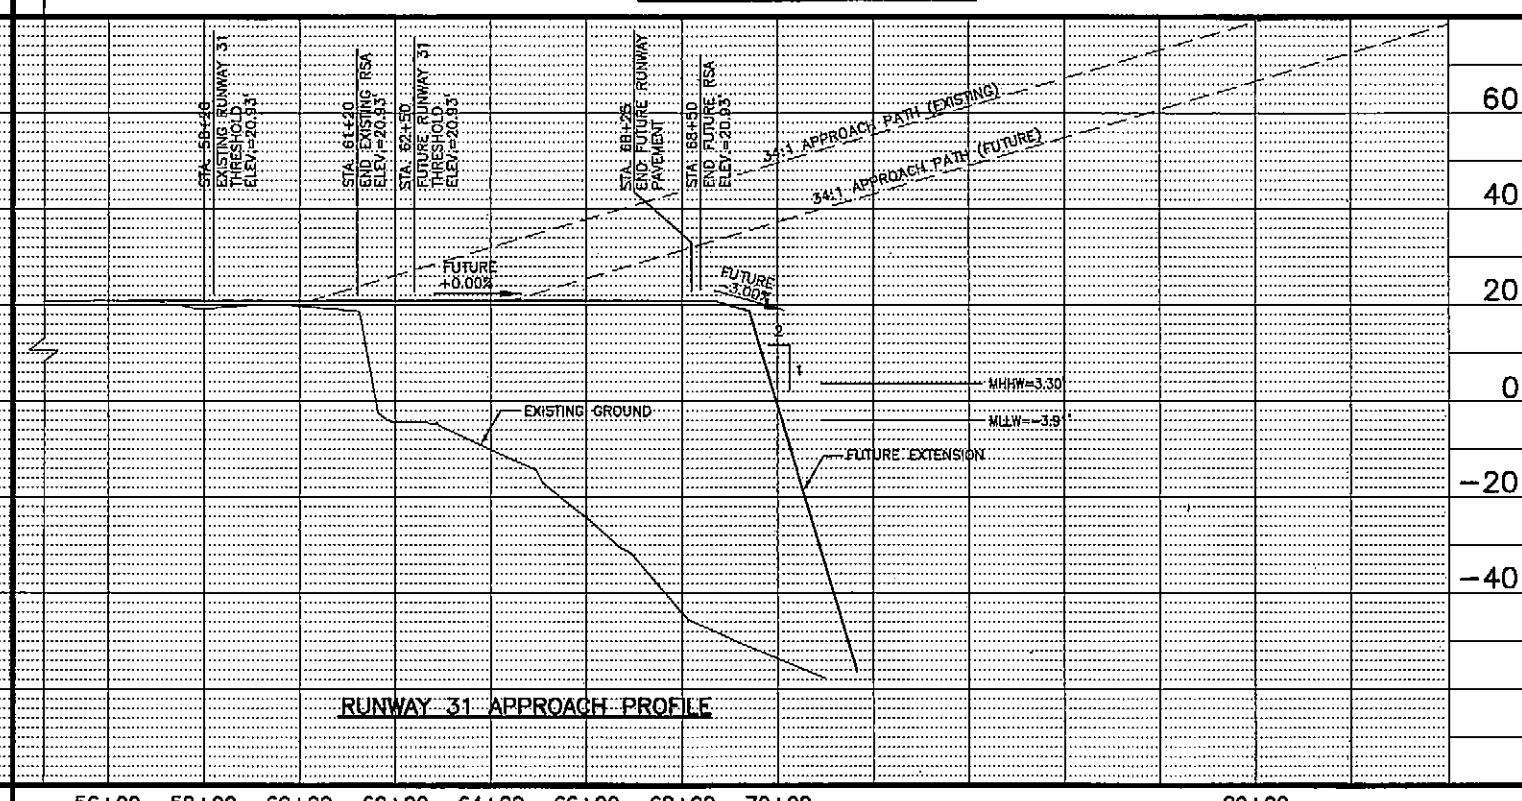 STA. 58+20
EXISTING RUNWAY 31
THRESHOLD
ELEV.=20.93'
STA. 61+20
END EXISTING RSA
ELEV.=20.93'
STA. 62+50
FUTURE RUNWAY 31
THRESHOLD
ELEV.=20.93'
STA. 68+25
END FUTURE RUNWAY
PAVEMENT
STA. 68+50
END FUTURE RSA
ELEV.=20.93'
34:1 APPROACH PATH (EXISTING)
34:1 APPROACH PATH (FUTURE)
60
40
20
0
-20
-40
FUTURE
+0.00%
FUTURE
-3.00%
2
1
MHHW=3.30'
MLLW=-3.9'
EXISTING GROUND
FUTURE EXTENSION
RUNWAY 31 APPROACH PROFILE